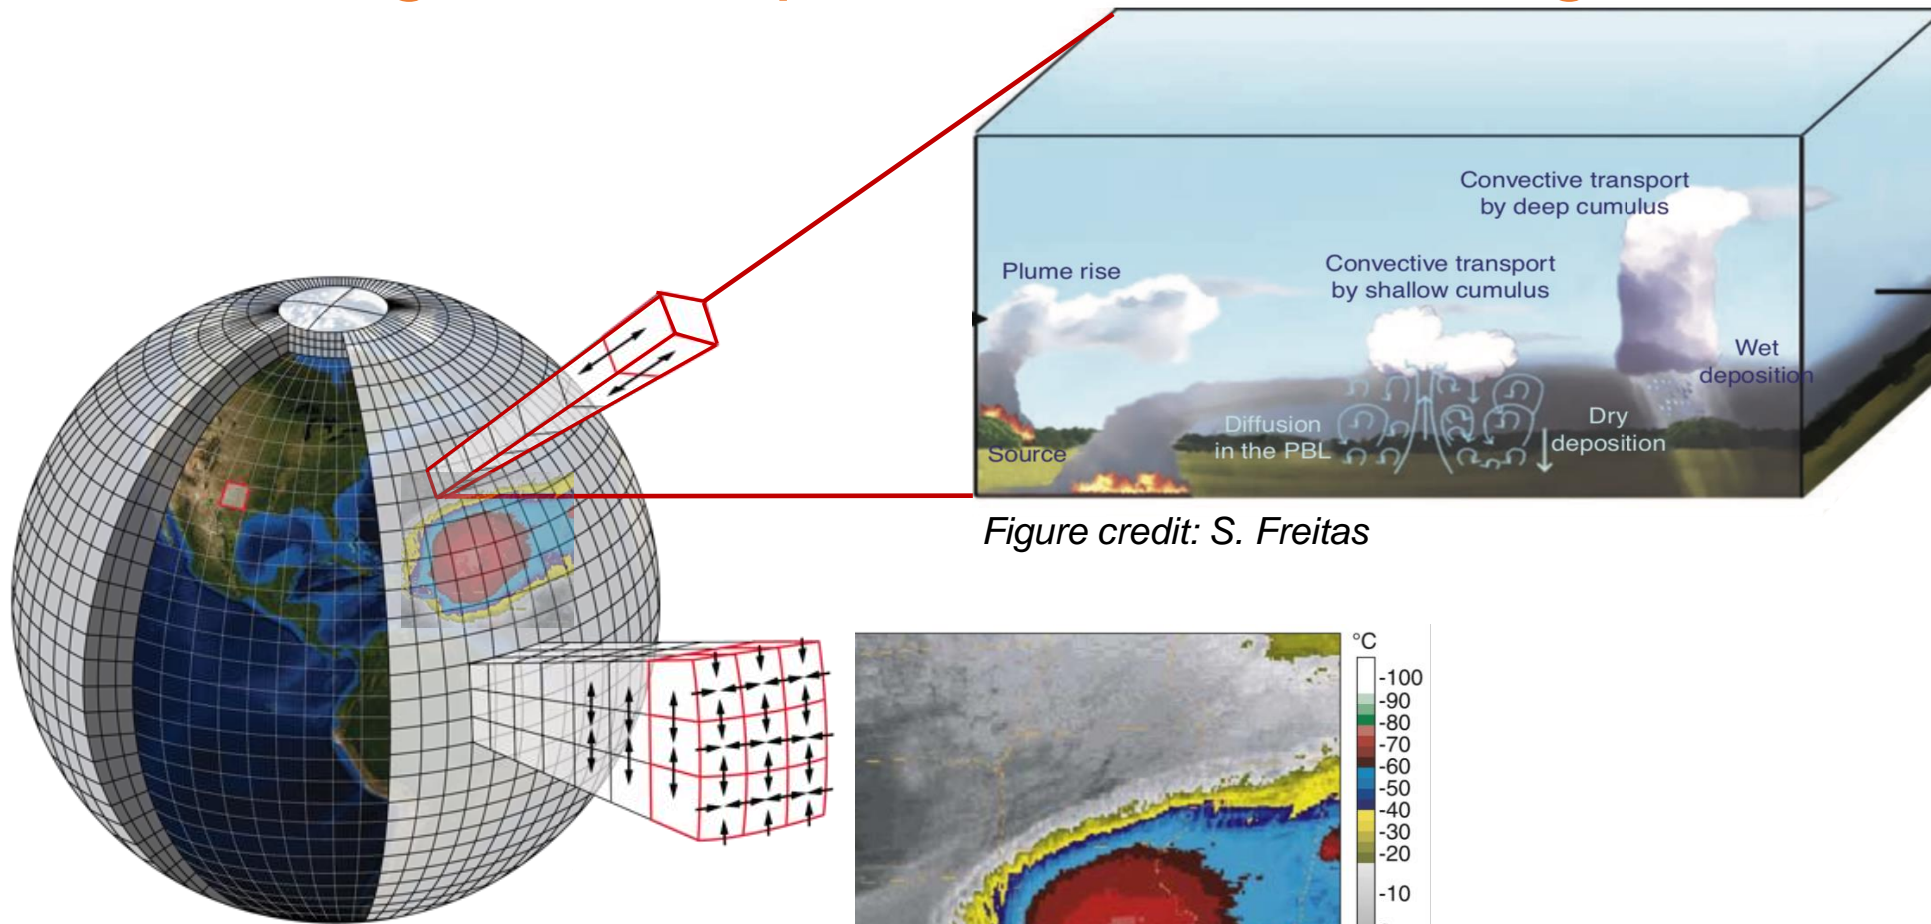 Convective transport
by deep cumulus
Plume rise
Convective transport
by shallow cumulus
Wet
deposition
Diffusion
in the PBL
Dry
deposition
Source
Figure credit: S. Freitas
°C
-100
-90
-80
-70
-60
-50
-40
-30
-20
-10